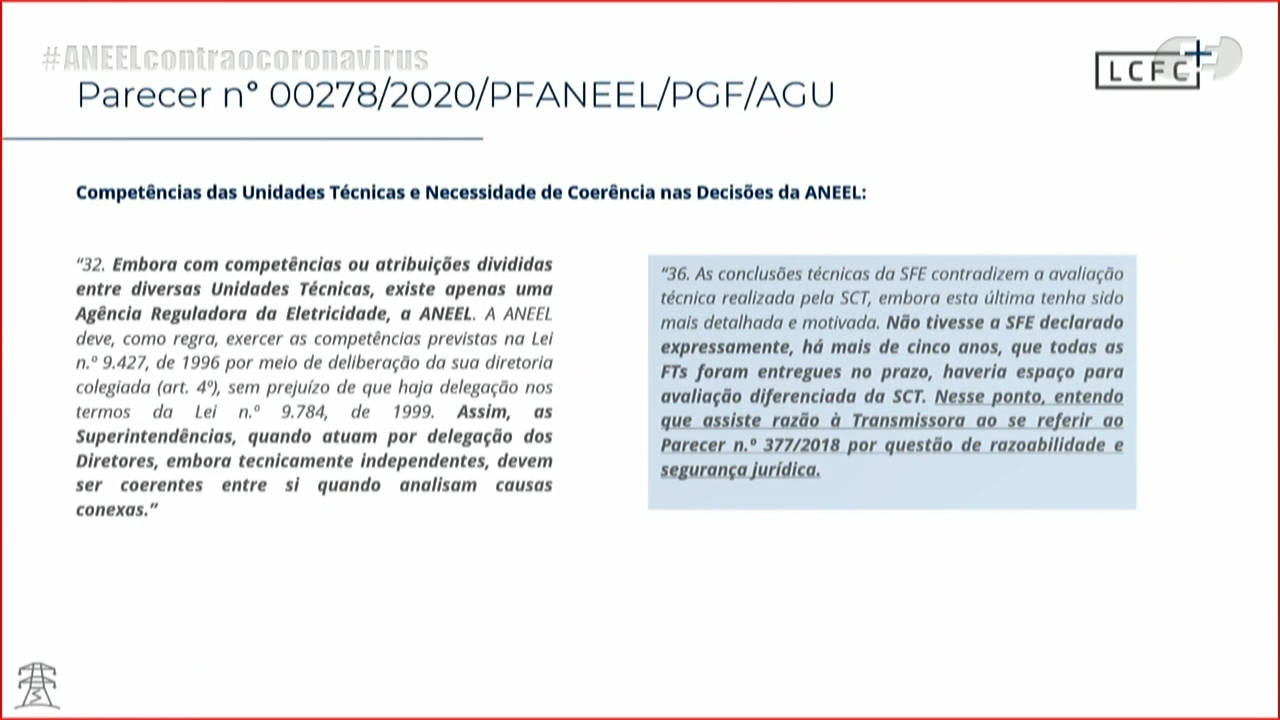 #ANEELcontraocoronavirus
LCFC
Parecer n° 00278/2020/PFANEEL/PGF/AGU
Competências das Unidades Técnicas e Necessidade de Coerência nas Decisões da ANEEL:
“32. Embora com competências ou atribuições divididas
entre diversas Unidades Técnicas, existe apenas uma
Agência Reguladora da Eletricidade, a ANEEL. A ANEEL
deve, como regra, exercer as competências previstas na Lei
n.º 9.427, de 1996 por meio de deliberação da sua diretoria
colegiada (art. 4º), sem prejuízo de que haja delegação nos
termos da Lei n.º 9.784, de 1999. Assim, as
Superintendências, quando atuam por delegação dos
Diretores, embora tecnicamente independentes, devem
ser coerentes entre si quando analisam causas
conexas.”
“36. As conclusões técnicas da SFE contradizem a avaliação
técnica realizada pela SCT, embora esta última tenha sido
mais detalhada e motivada. Não tivesse a SFE declarado
expressamente, há mais de cinco anos, que todas as
FTs foram entregues no prazo, haveria espaço para
avaliação diferenciada da SCT. Nesse ponto, entendo
que assiste razão à Transmissora ao se referir ao
Parecer n.º 377/2018 por questão de razoabilidade e
segurança jurídica.